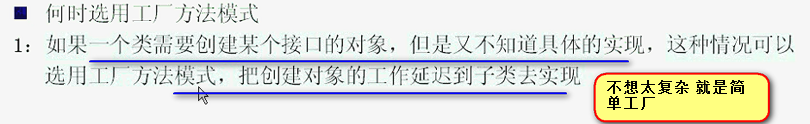 ■ 何时选用工厂方法模式
1：如果一个类需要创建某个接口的对象，但是又不知道具体的实现，这种情况可以
选用工厂方法模式，把创建对象的工作延迟到子类去实现
不想太复杂 就是简
单工厂